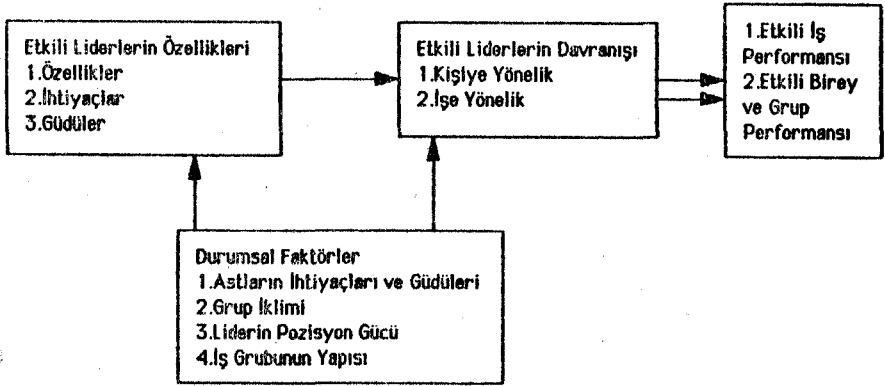 Etkili Liderlerin Özellikleri
1.Özellikler
2.İhtiyaçlar
3.Güdüler
Etkili Liderlerin Davranışı
1.Kişiye Yönelik
2.İşe Yönelik
1.Etkili İş
Performansı
2.Etkili Birey
ve Grup
Performansı
Durumsal Faktörler
1.Astların İhtiyaçları ve Güdüleri
2.Grup İklimi
3.Liderin Pozisyon Gücü
4.İş Grubunun Yapısı